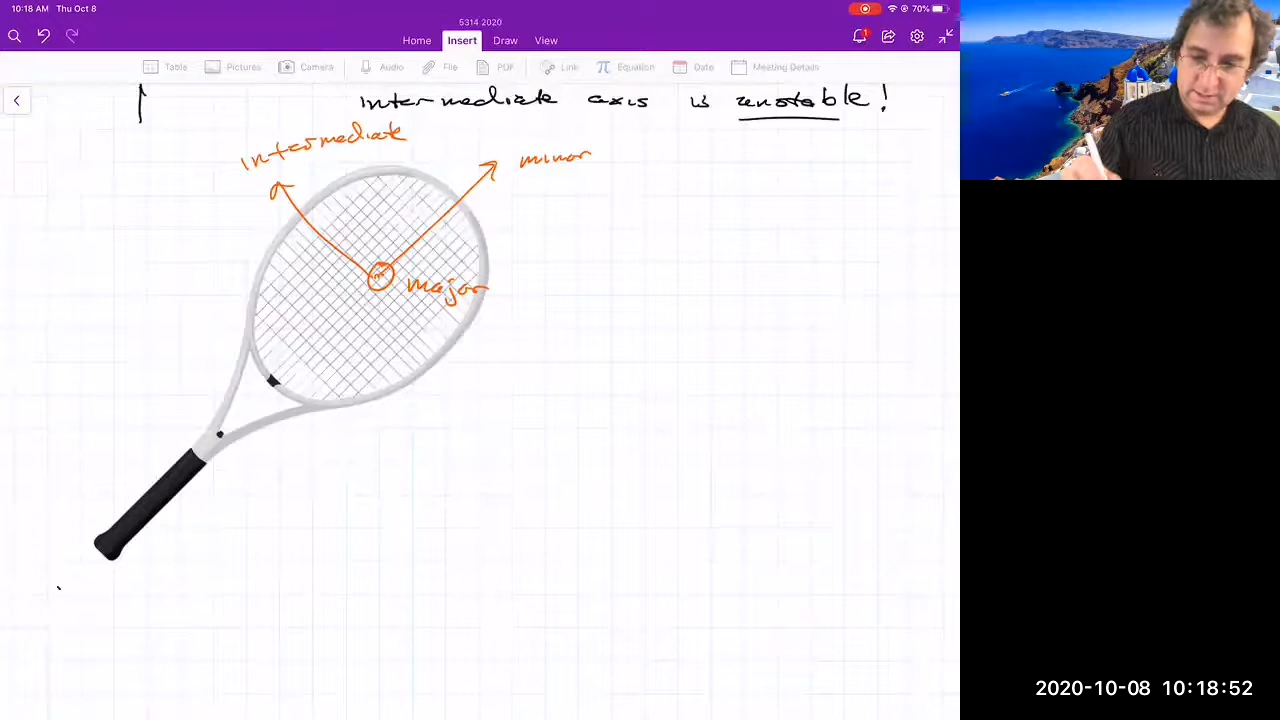 10:18 AM Thu Oct 8
70%
5314 2020
Home Insert Draw View
1
Table Pictures Camera Audio File PDF Link Equation Date Meeting Details
intermediate axis is unstable!
intermediate
minor
major
2020-10-08 10:18:52